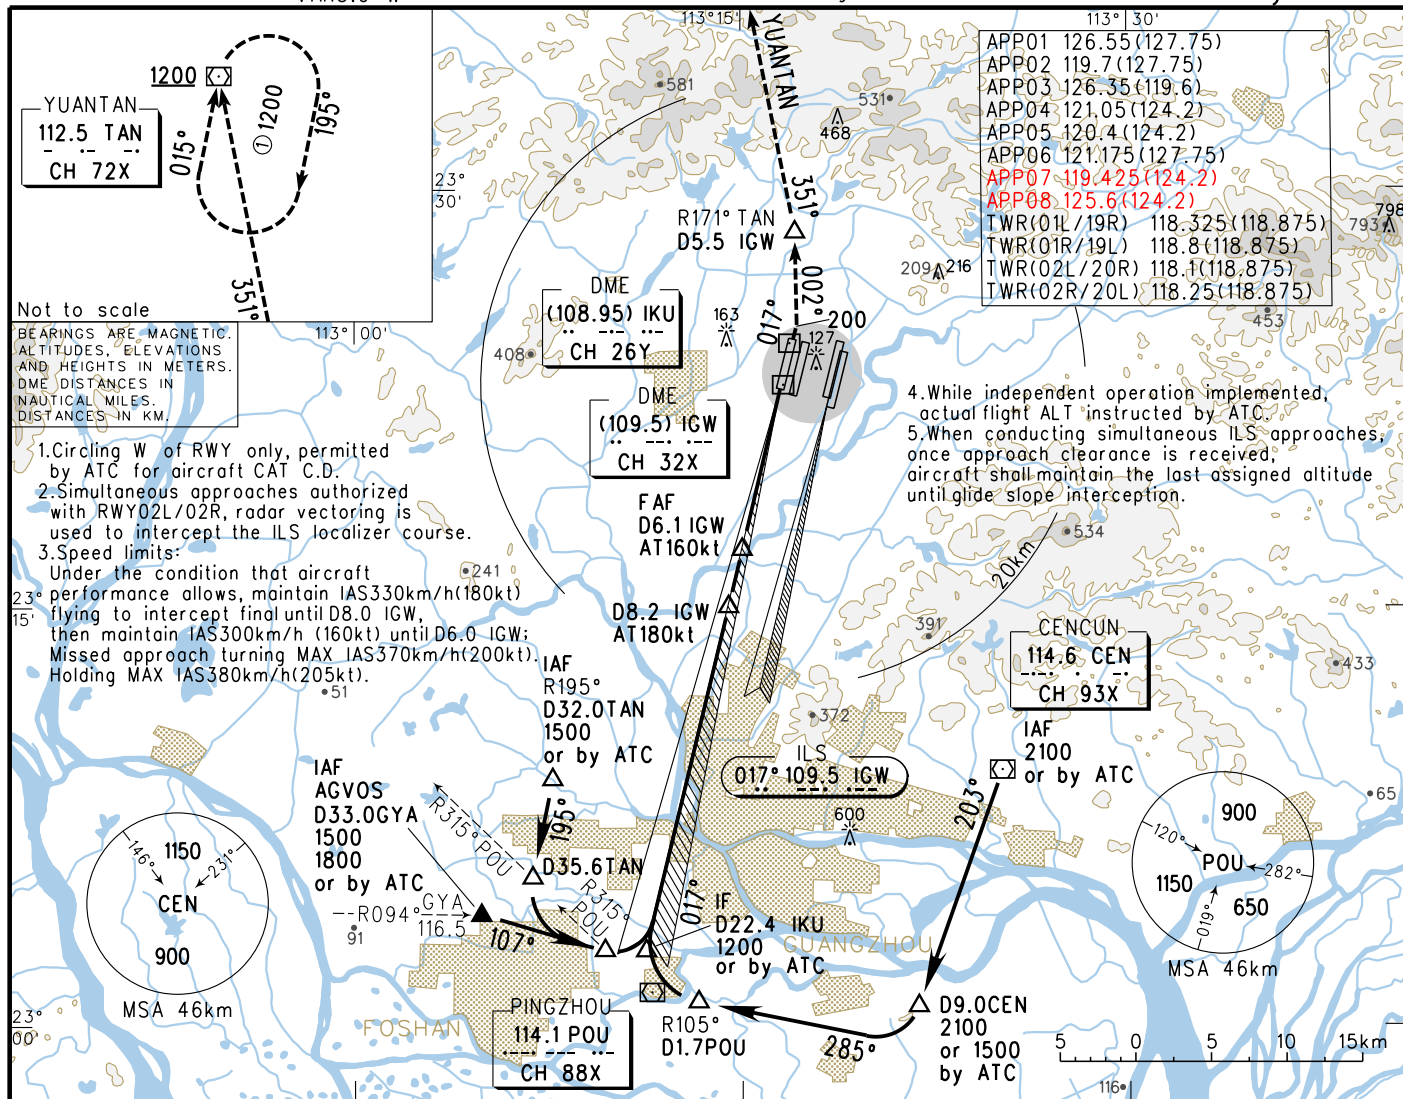 113°15'
113°30'
1200
① 1200
195°
015°
351°
YUANTAN
112.5 TAN
CH 72X
Not to scale
BEARINGS ARE MAGNETIC.
ALTITUDES, ELEVATIONS
AND HEIGHTS IN METERS.
DME DISTANCES IN
NAUTICAL MILES.
DISTANCES IN KM.
113°00'
23°
30'
YUANTAN
351°
581
531
468
APP01 126.55(127.75)
APP02 119.7(127.75)
APP03 126.35(119.6)
APP04 121.05(124.2)
APP05 120.4(124.2)
APP06 121.175(127.75)
APP07 119.425(124.2)
APP08 125.6(124.2)
TWR(01L/19R) 118.325(118.875)
TWR(01R/19L) 118.8(118.875)
TWR(02L/20R) 118.1(118.875)
TWR(02R/20L) 118.25(118.875)
798
793
R171° TAN
D5.5 IGW
002°
209
216
453
DME
(108.95) IKU
CH 26Y
163
017°
200
127
408
DME
(109.5) IGW
CH 32X
1.Circling W of RWY only, permitted
by ATC for aircraft CAT C.D.
2.Simultaneous approaches authorized
with RWY02L/02R, radar vectoring is
used to intercept the ILS localizer course.
3.Speed limits:
Under the condition that aircraft
performance allows, maintain IAS330km/h(180kt)
flying to intercept final until D8.0 IGW,
then maintain IAS300km/h (160kt) until D6.0 IGW;
Missed approach turning MAX IAS370km/h(200kt).
Holding MAX IAS380km/h(205kt).
4.While independent operation implemented,
actual flight ALT instructed by ATC.
5.When conducting simultaneous ILS approaches,
once approach clearance is received,
aircraft shall maintain the last assigned altitude
until glide slope interception.
FAF
D6.1 IGW
AT160kt
534
20km
241
23°
15'
D8.2 IGW
AT180kt
391
CENCUN
114.6 CEN
CH 93X
433
51
IAF
R195°
D32.0TAN
1500
or by ATC
372
ILS
017° 109.5 IGW
IAF
2100
or by ATC
203°
65
IAF
AGVOS
D33.0GYA
1500
1800
or by ATC
R315° POU
195°
D35.6TAN
R315°
POU
600
1150
146°
231°
CEN
900
MSA 46km
R094°
GYA
116.5
91
107°
017°
IF
D22.4 IKU
1200
or by ATC
GUANGZHOU
900
120°
POU
282°
1150
650
019°
MSA 46km
PINGZHOU
114.1 POU
CH 88X
FOSHAN
R105°
D1.7POU
285°
D9.0CEN
2100
or 1500
by ATC
23°
00'
5 0 5 10 15km
116